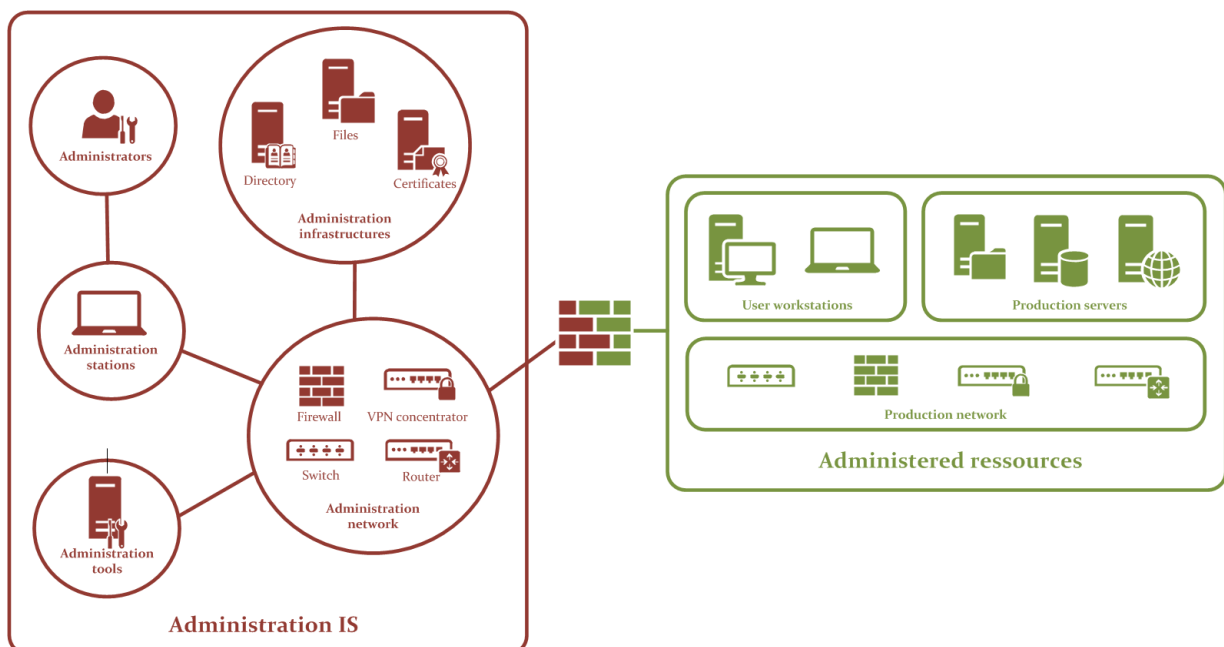 Administrators
Files
Directory
Certificates
Administration
infrastructures
Administration
stations
Firewall
VPN concentrator
Switch
Router
Administration
network
Administration
tools
Administration IS
User workstations
Production servers
Production network
Administered ressources